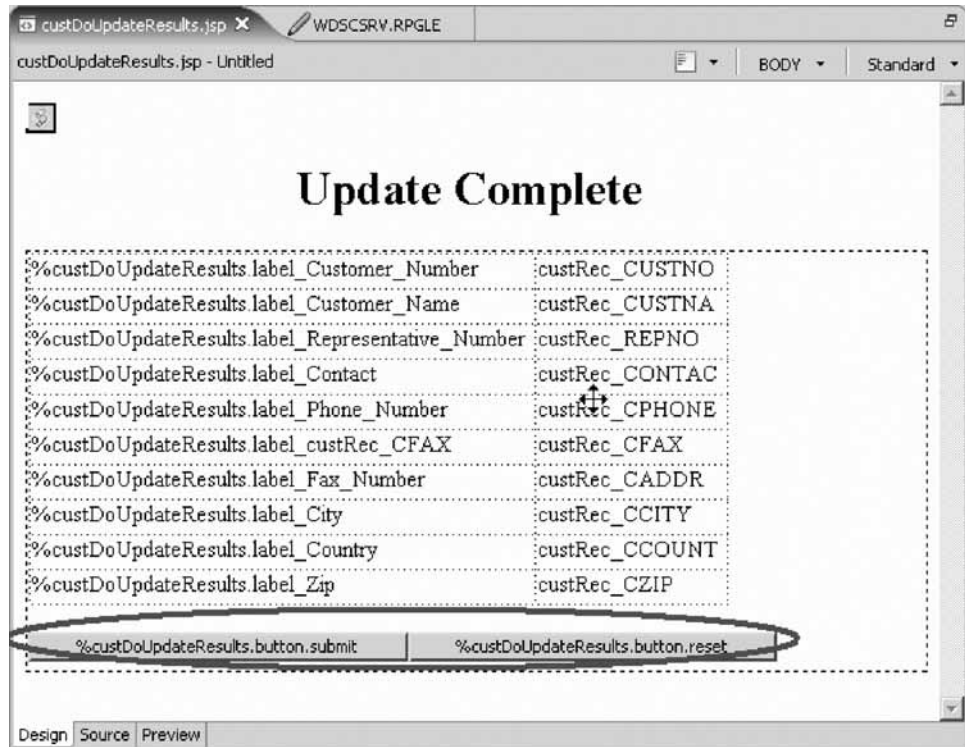 custDoUpdateResults.jsp WDSCSRV.RPGLE
custDoUpdateResults.jsp - Untitled BODY Standard
Update Complete
%custDoUpdateResults.label_Customer_Number custRec_CUSTNO
%custDoUpdateResults.label_Customer_Name custRec_CUSTNA
%custDoUpdateResults.label_Representative_Number custRec_REPNO
%custDoUpdateResults.label_Contact custRec_CONTAC
%custDoUpdateResults.label_Phone_Number custRec_CPHONE
%custDoUpdateResults.label_custRec_CFAX custRec_CFAX
%custDoUpdateResults.label_Fax_Number custRec_CADDR
%custDoUpdateResults.label_City custRec_CCITY
%custDoUpdateResults.label_Country custRec_CCOUNT
%custDoUpdateResults.label_Zip custRec_CZIP
%custDoUpdateResults.button.submit %custDoUpdateResults.button.reset
Design Source Preview